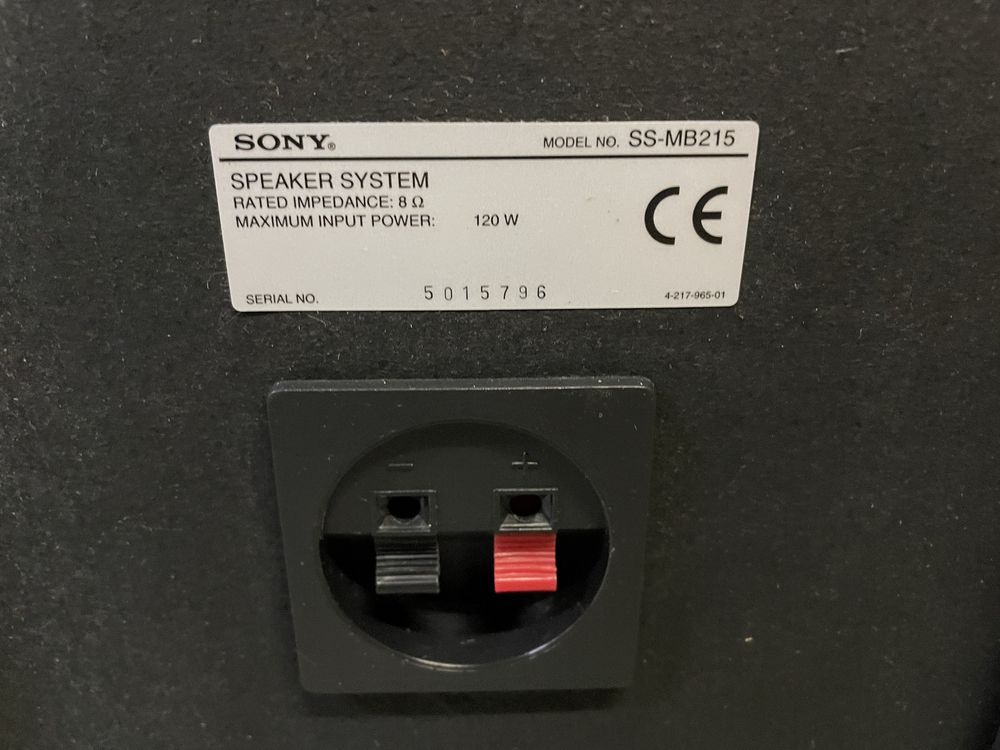 SONY® MODEL NO. SS-MB215
SPEAKER SYSTEM
RATED IMPEDANCE: 8 Ω
MAXIMUM INPUT POWER: 120 W
CE
SERIAL NO. 5015796 4-217-965-01
− +